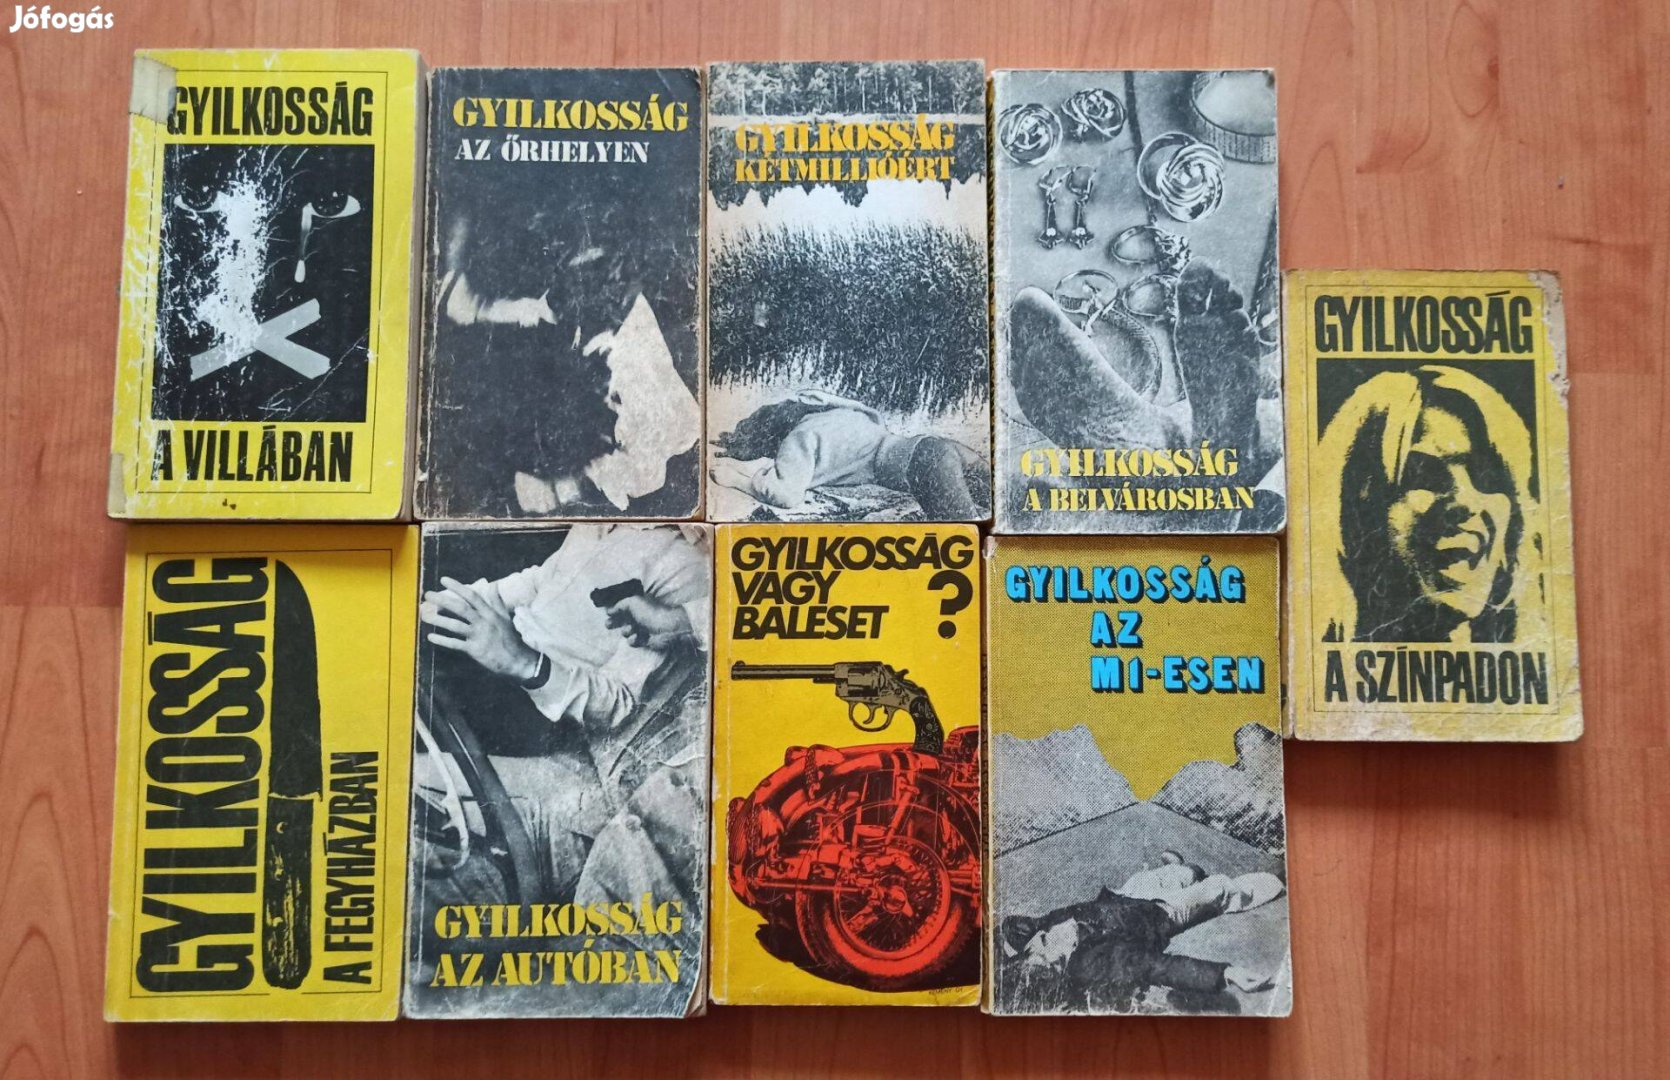 Jófogás
GYILKOSSÁG
A VILLÁBAN
GYILKOSSÁG
AZ ŐRHELYEN
GYILKOSSÁG
KÉTMILLIÓÉRT
GYILKOSSÁG
A BELVÁROSBAN
GYILKOSSÁG
A SZÍNPADON
GYILKOSSÁG
A FEGYHÁZBAN
GYILKOSSÁG
AZ AUTÓBAN
GYILKOSSÁG
VAGY
BALESET ?
GYILKOSSÁG
AZ
M1-ESEN